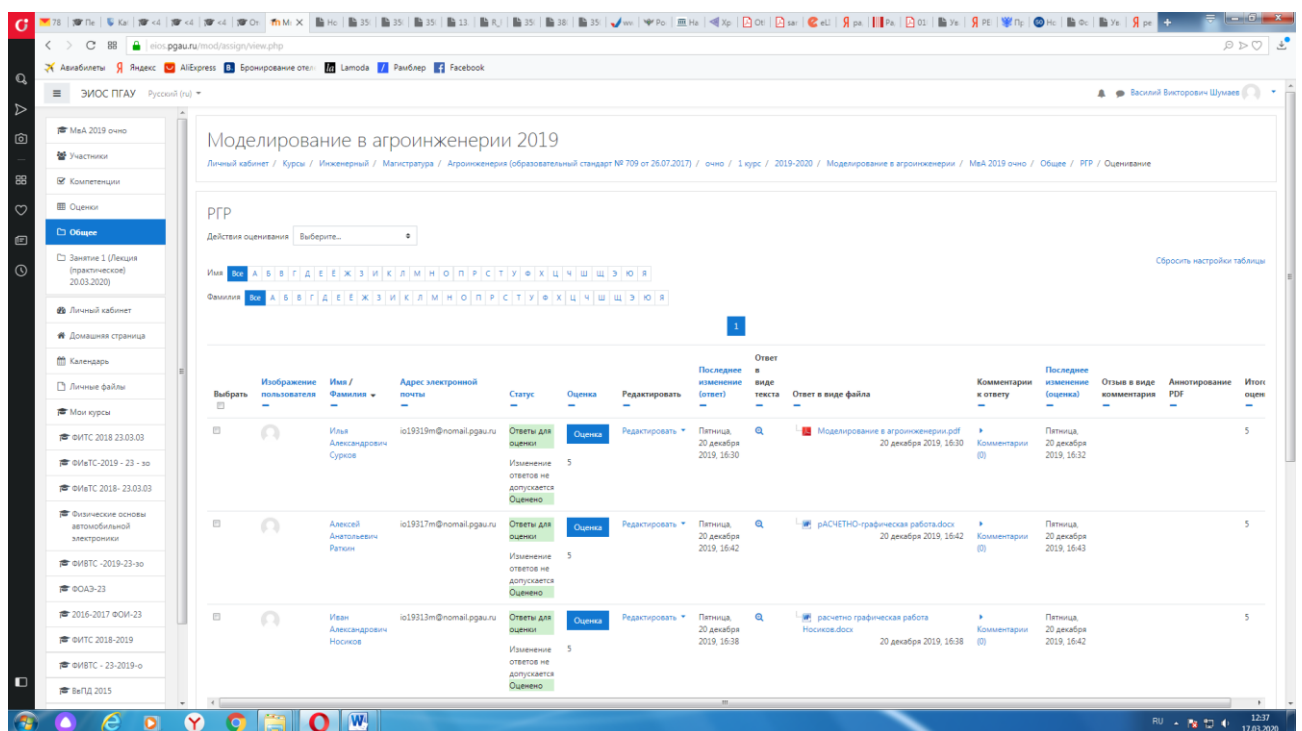 eios.pgau.ru/mod/assign/view.php
Авиабилеты Яндекс AliExpress Бронирование отел Lamoda Рамблер Facebook
ЭИОС ПГАУ Русский (ru)
Василий Викторович Шумаев
МвА 2019 очно
Участники
Компетенции
Оценки
Общее
Занятие 1 (Лекция
(практическое)
20.03.2020)
Личный кабинет
Домашняя страница
Календарь
Личные файлы
Мои курсы
ФИТС 2018 23.03.03
ФИвТС-2019 - 23 - зо
ФИвТС 2018- 23.03.03
Физические основы
автомобильной
электроники
ФИВТС -2019-23-зо
ФОАЭ-23
2016-2017 ФОИ-23
ФИТС 2018-2019
ФИВТС - 23-2019-о
ВвПД 2015
Моделирование в агроинженерии 2019
Личный кабинет / Курсы / Инженерный / Магистратура / Агроинженерия (образовательный стандарт № 709 от 26.07.2017) / очно / 1 курс / 2019-2020 / Моделирование в агроинженерии / МвА 2019 очно / Общее / РГР / Оценивание
РГР
Действия оценивания Выберите...
Сбросить настройки таблицы
Имя Все А Б В Г Д Е Ё Ж З И К Л М Н О П Р С Т У Ф Х Ц Ч Ш Щ Э Ю Я
Фамилия Все А Б В Г Д Е Ё Ж З И К Л М Н О П Р С Т У Ф Х Ц Ч Ш Щ Э Ю Я
1
Выбрать
Изображение
пользователя
Имя /
Фамилия
Адрес электронной
почты
Статус
Оценка
Редактировать
Последнее
изменение
(ответ)
Ответ
в
виде
текста
Ответ в виде файла
Комментарии
к ответу
Последнее
изменение
(оценка)
Отзыв в виде
комментария
Аннотирование
PDF
Итого
оцен
Илья
Александрович
Сурков
io19319m@nomail.pgau.ru
Ответы для
оценки
Изменение
ответов не
допускается
Оценено
Оценка
5
Редактировать
Пятница,
20 декабря
2019, 16:30
Моделирование в агроинженерии.pdf
20 декабря 2019, 16:30
Комментарии
(0)
Пятница,
20 декабря
2019, 16:32
5
Алексей
Анатольевич
Раткин
io19317m@nomail.pgau.ru
Ответы для
оценки
Изменение
ответов не
допускается
Оценено
Оценка
5
Редактировать
Пятница,
20 декабря
2019, 16:42
рАСЧЕТНО-графическая работа.docx
20 декабря 2019, 16:42
Комментарии
(0)
Пятница,
20 декабря
2019, 16:43
5
Иван
Александрович
Носиков
io19313m@nomail.pgau.ru
Ответы для
оценки
Изменение
ответов не
допускается
Оценено
Оценка
5
Редактировать
Пятница,
20 декабря
2019, 16:38
расчетно графическая работа
Носиков.docx
20 декабря 2019, 16:38
Комментарии
(0)
Пятница,
20 декабря
2019, 16:42
5
RU
12:37
17.03.2020